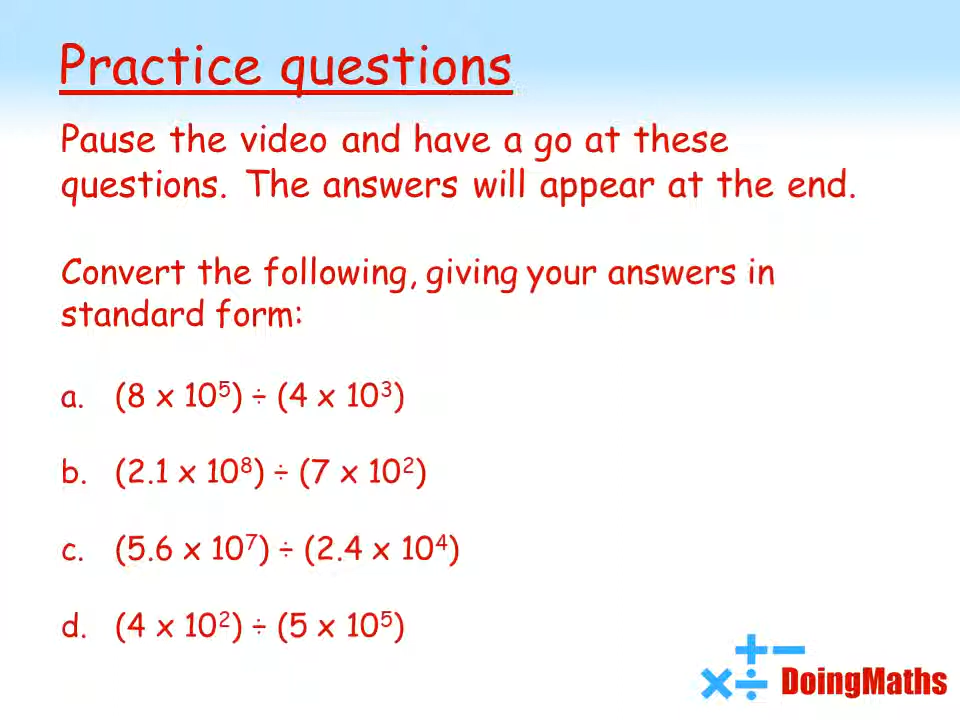 Practice questions
Pause the video and have a go at these
questions. The answers will appear at the end.
Convert the following, giving your answers in
standard form:
a. (8 x 10⁵) ÷ (4 x 10³)
b. (2.1 x 10⁸) ÷ (7 x 10²)
c. (5.6 x 10⁷) ÷ (2.4 x 10⁴)
d. (4 x 10²) ÷ (5 x 10⁵)
+ −
× ÷ DoingMaths